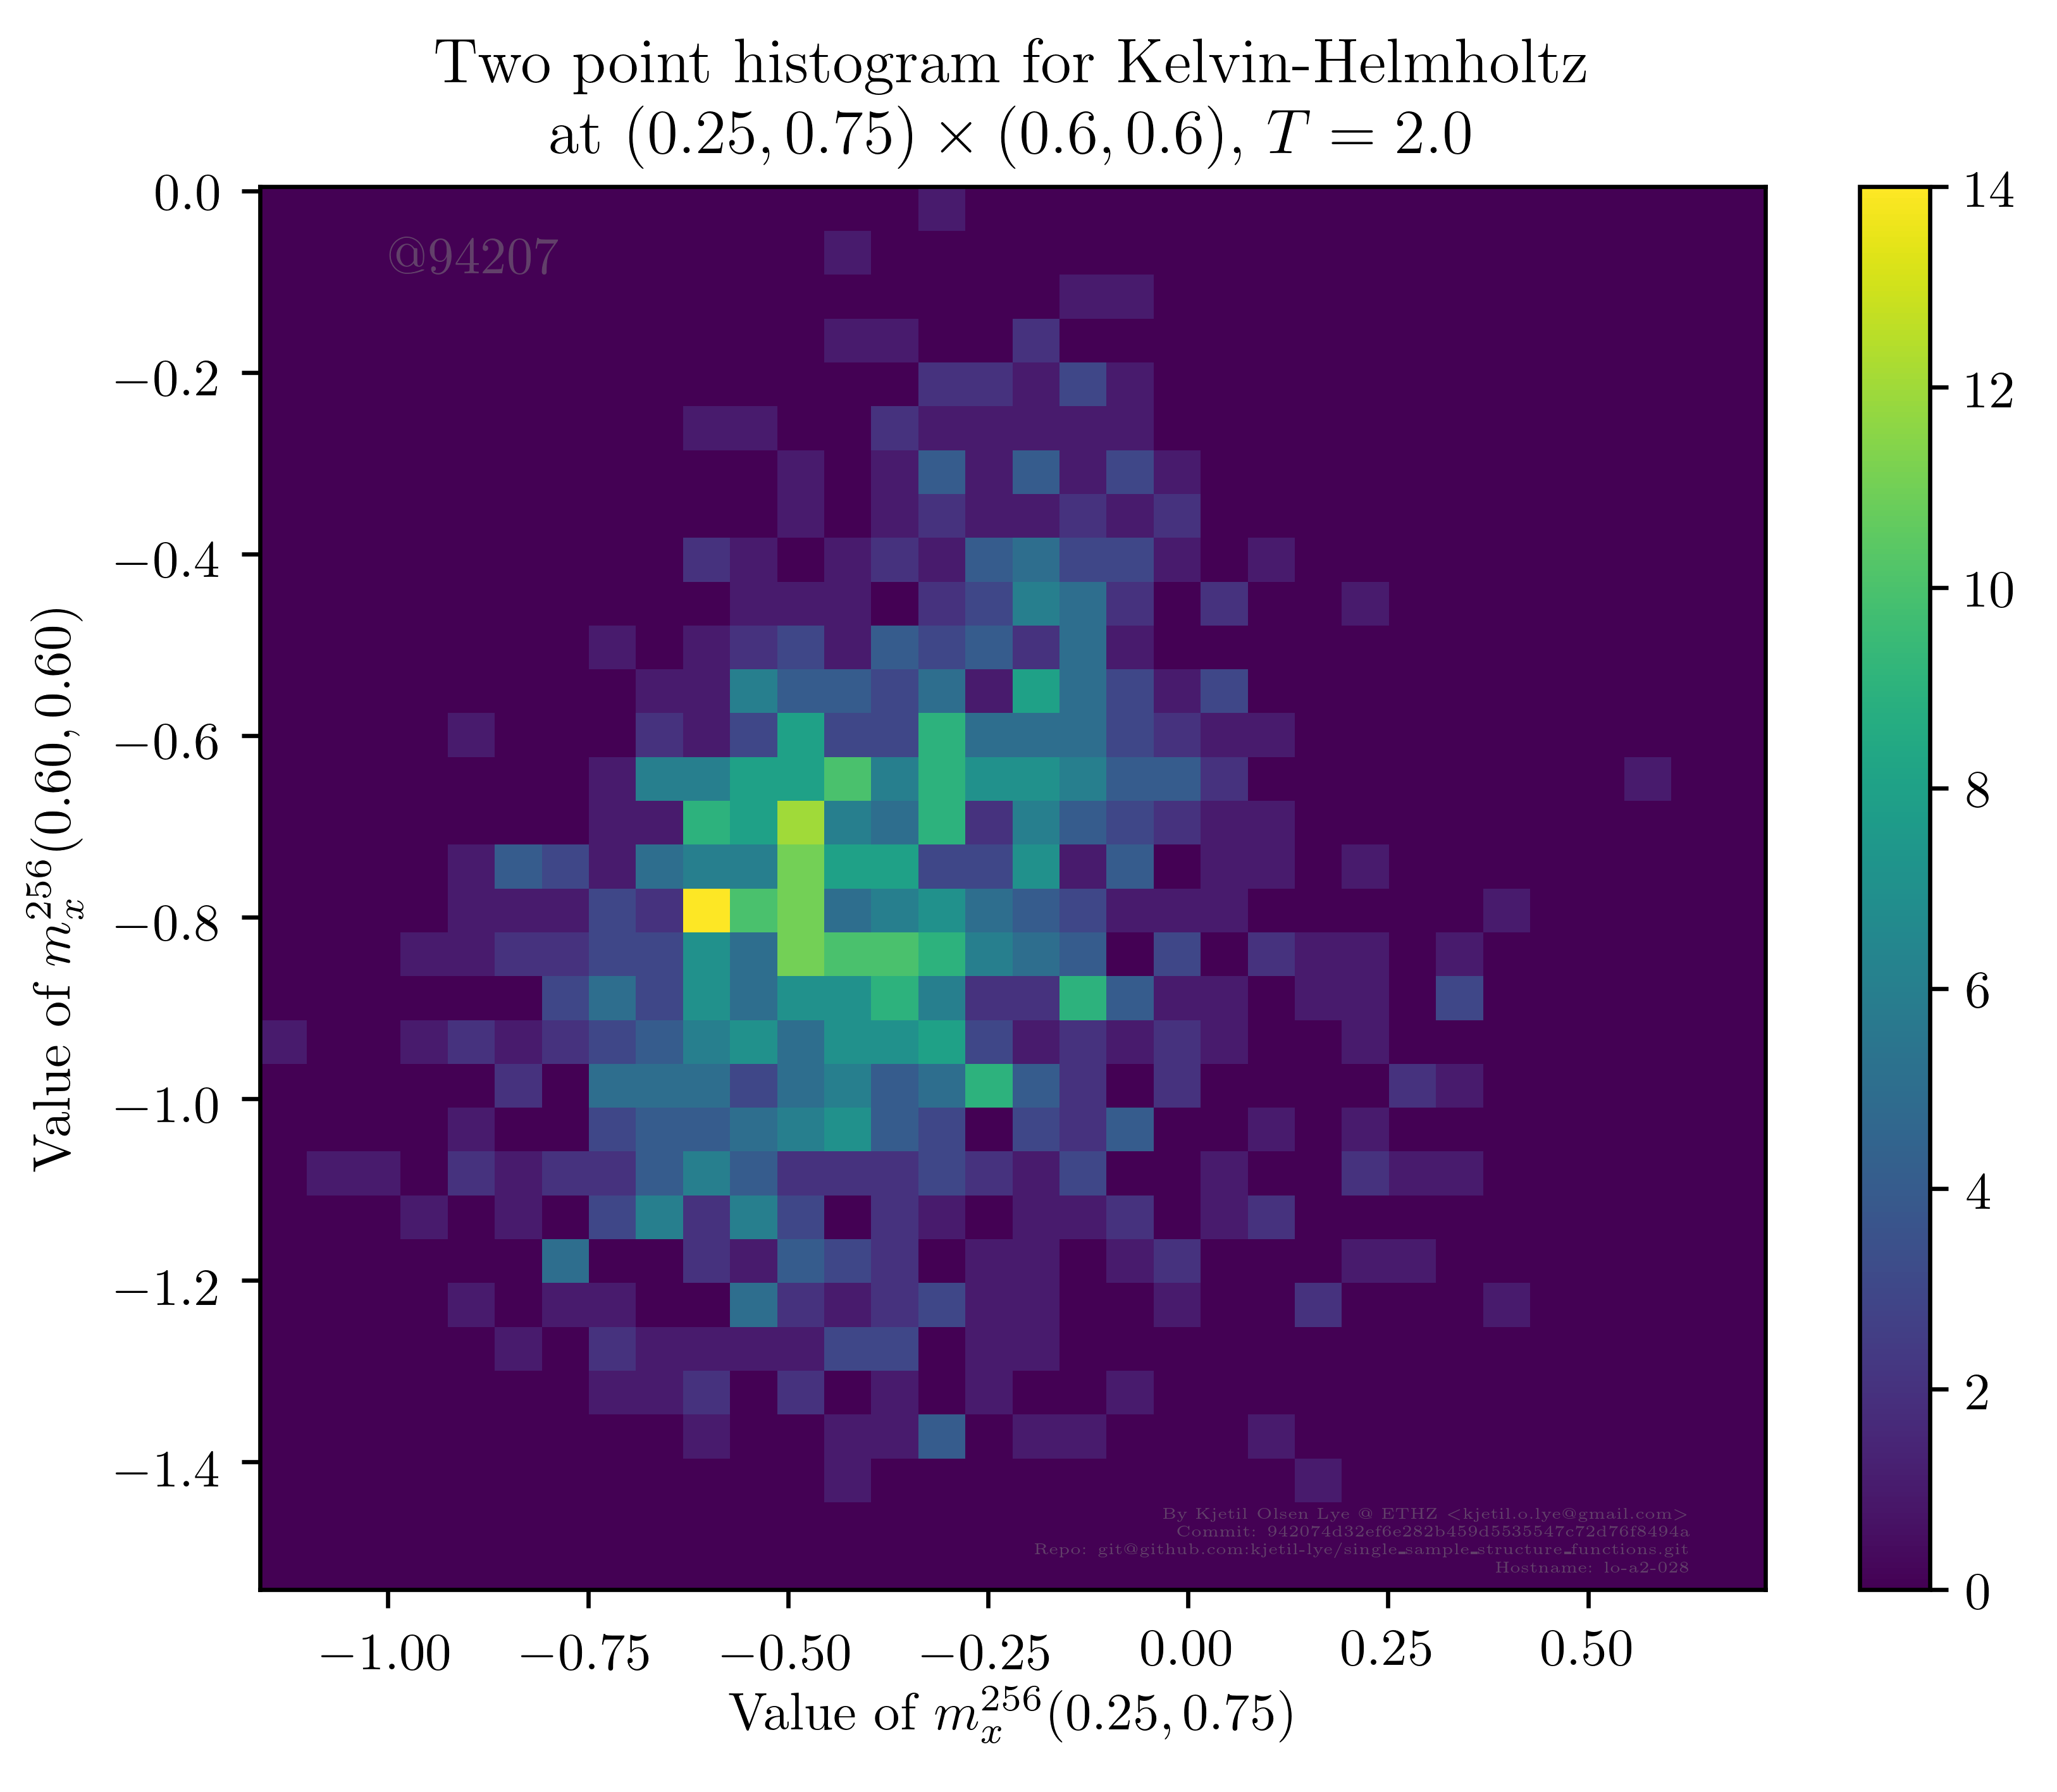 Two point histogram for Kelvin-Helmholtz
at (0.25, 0.75) × (0.6, 0.6), T = 2.0
@94207
0.0
−0.2
−0.4
−0.6
−0.8
−1.0
−1.2
−1.4
Value of m_x^256(0.60, 0.60)
14
12
10
8
6
4
2
0
By Kjetil Olsen Lye @ ETHZ <kjetil.o.lye@gmail.com>
Commit: 942074d32ef6e282b459d5535547c72d76f8494a
Repo: git@github.com:kjetil-lye/single_sample_structure_functions.git
Hostname: lo-a2-028
−1.00 −0.75 −0.50 −0.25 0.00 0.25 0.50
Value of m_x^256(0.25, 0.75)